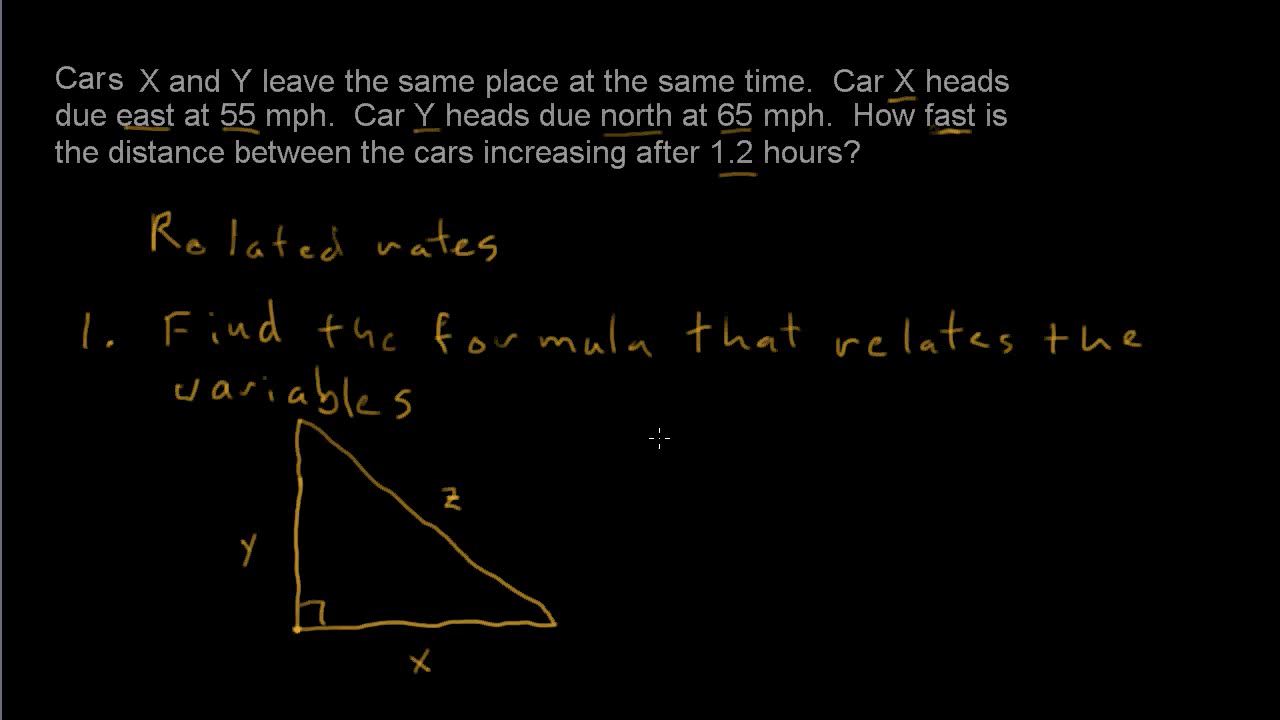 Cars X and Y leave the same place at the same time. Car X heads
due east at 55 mph. Car Y heads due north at 65 mph. How fast is
the distance between the cars increasing after 1.2 hours?
Related rates
1. Find the formula that relates the
variables
z
y
x